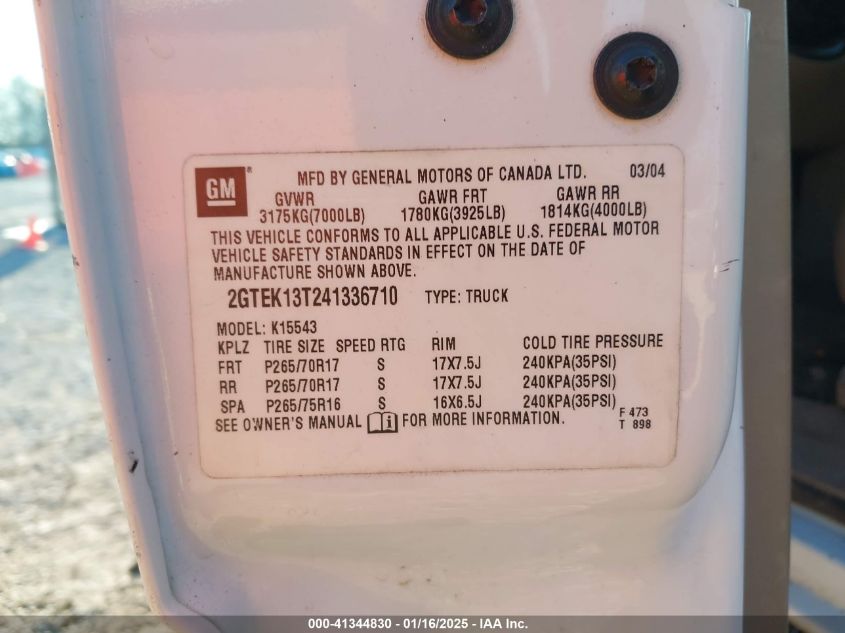 GM
MFD BY GENERAL MOTORS OF CANADA LTD. 03/04
GVWR GAWR FRT GAWR RR
3175KG(7000LB) 1780KG(3925LB) 1814KG(4000LB)
THIS VEHICLE CONFORMS TO ALL APPLICABLE U.S. FEDERAL MOTOR
VEHICLE SAFETY STANDARDS IN EFFECT ON THE DATE OF
MANUFACTURE SHOWN ABOVE.
2GTEK13T241336710 TYPE: TRUCK
MODEL: K15543
KPLZ TIRE SIZE SPEED RTG RIM COLD TIRE PRESSURE
FRT P265/70R17 S 17X7.5J 240KPA(35PSI)
RR P265/70R17 S 17X7.5J 240KPA(35PSI)
SPA P265/75R16 S 16X6.5J 240KPA(35PSI)
SEE OWNER'S MANUAL i FOR MORE INFORMATION.
F 473
T 898
000-41344830 - 01/16/2025 - IAA Inc.